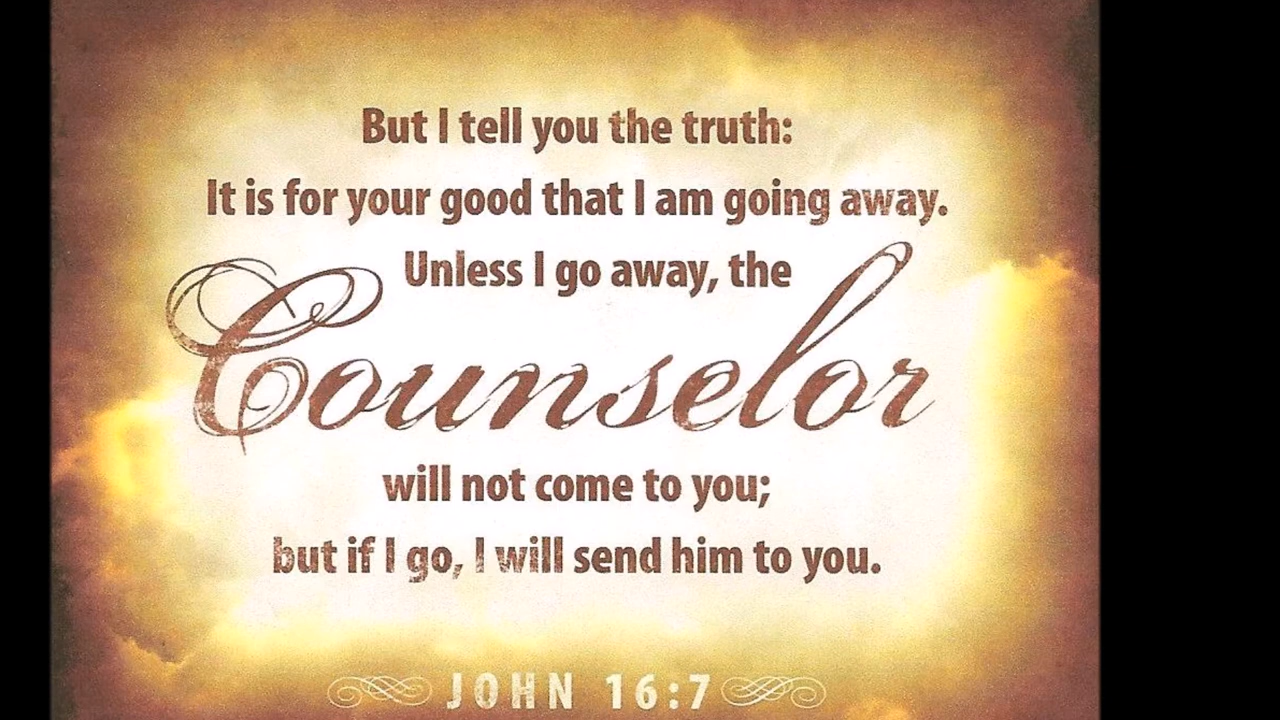 But I tell you the truth:
It is for your good that I am going away.
Unless I go away, the
Counselor
will not come to you;
but if I go, I will send him to you.
JOHN 16:7